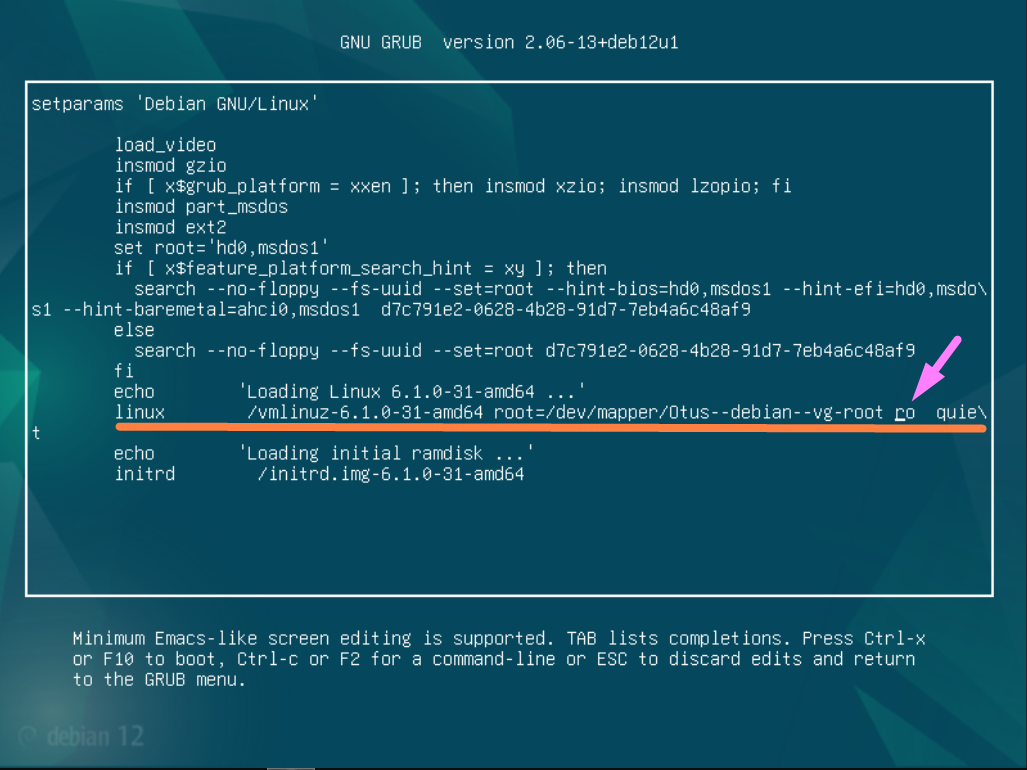 GNU GRUB  version 2.06-13+deb12u1
setparams 'Debian GNU/Linux'
load_video
insmod gzio
if [ x$grub_platform = xxen ]; then insmod xzio; insmod lzopio; fi
insmod part_msdos
insmod ext2
set root='hd0,msdos1'
if [ x$feature_platform_search_hint = xy ]; then
search --no-floppy --fs-uuid --set=root --hint-bios=hd0,msdos1 --hint-efi=hd0,msdo\
s1 --hint-baremetal=ahci0,msdos1  d7c791e2-0628-4b28-91d7-7eb4a6c48af9
else
search --no-floppy --fs-uuid --set=root d7c791e2-0628-4b28-91d7-7eb4a6c48af9
fi
echo        'Loading Linux 6.1.0-31-amd64 ...'
linux        /vmlinuz-6.1.0-31-amd64 root=/dev/mapper/Otus--debian--vg-root ro  quie\
t
echo        'Loading initial ramdisk ...'
initrd        /initrd.img-6.1.0-31-amd64
Minimum Emacs-like screen editing is supported. TAB lists completions. Press Ctrl-x
or F10 to boot, Ctrl-c or F2 for a command-line or ESC to discard edits and return
to the GRUB menu.
debian 12